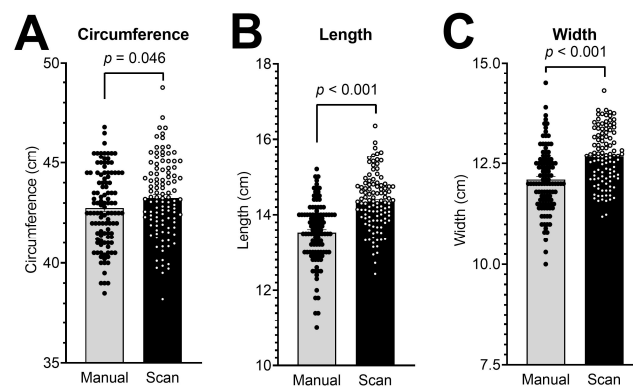 A
Circumference
p = 0.046
50
45
40
35
Circumference (cm)
Manual Scan
B
Length
p < 0.001
18
16
14
12
10
Length (cm)
Manual Scan
C
Width
p < 0.001
15.0
12.5
10.0
7.5
Width (cm)
Manual Scan